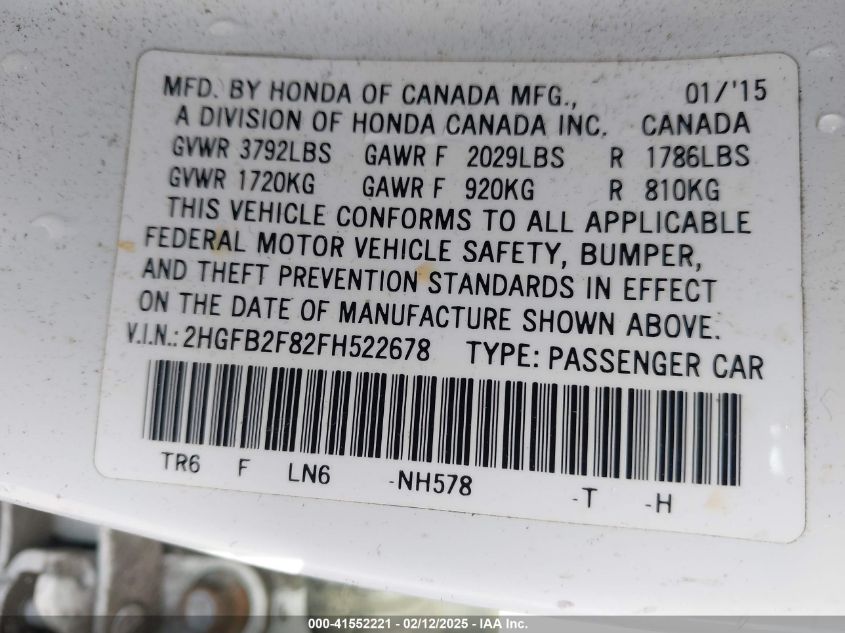 MFD. BY HONDA OF CANADA MFG., 01/'15
A DIVISION OF HONDA CANADA INC. CANADA
GVWR 3792LBS GAWR F 2029LBS R 1786LBS
GVWR 1720KG GAWR F 920KG R 810KG
THIS VEHICLE CONFORMS TO ALL APPLICABLE
FEDERAL MOTOR VEHICLE SAFETY, BUMPER,
AND THEFT PREVENTION STANDARDS IN EFFECT
ON THE DATE OF MANUFACTURE SHOWN ABOVE.
V.I.N.: 2HGFB2F82FH522678 TYPE: PASSENGER CAR
TR6 F LN6 -NH578 -T -H
000-41552221 - 02/12/2025 - IAA Inc.